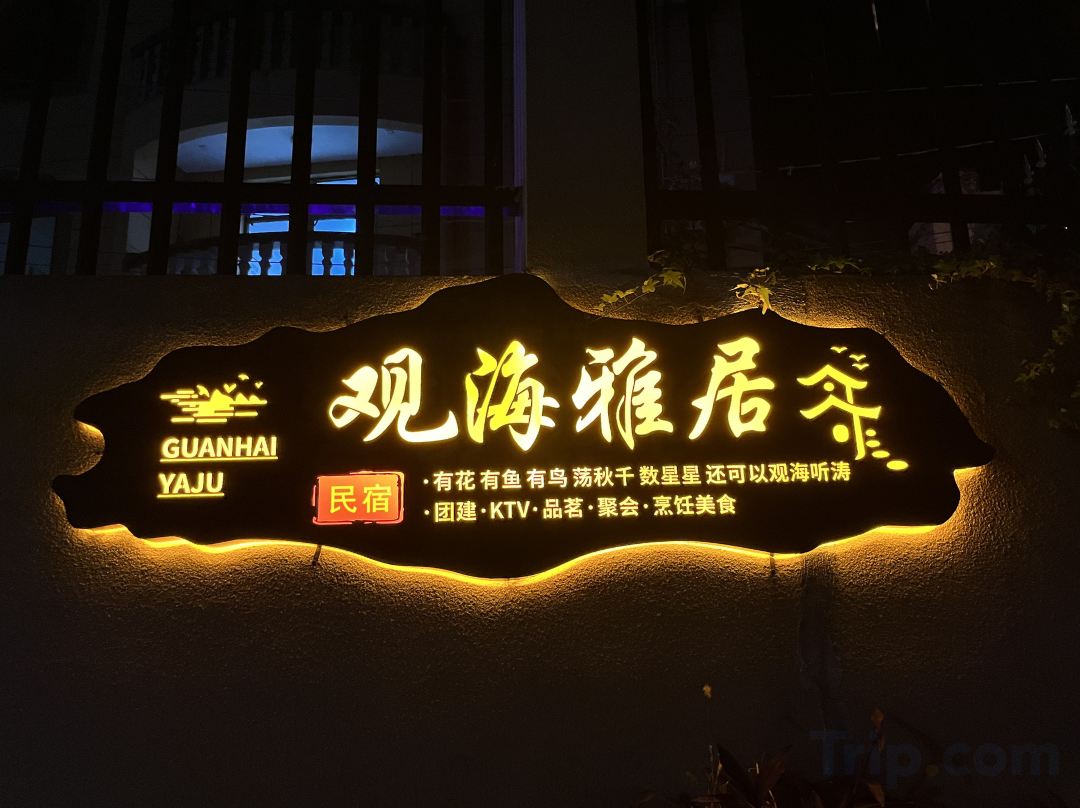 观海雅居
GUANHAI
YAJU
民宿
·有花 有鱼 有鸟 荡秋千 数星星 还可以观海听涛
·团建·KTV·品茗·聚会·烹饪美食
Trip.com